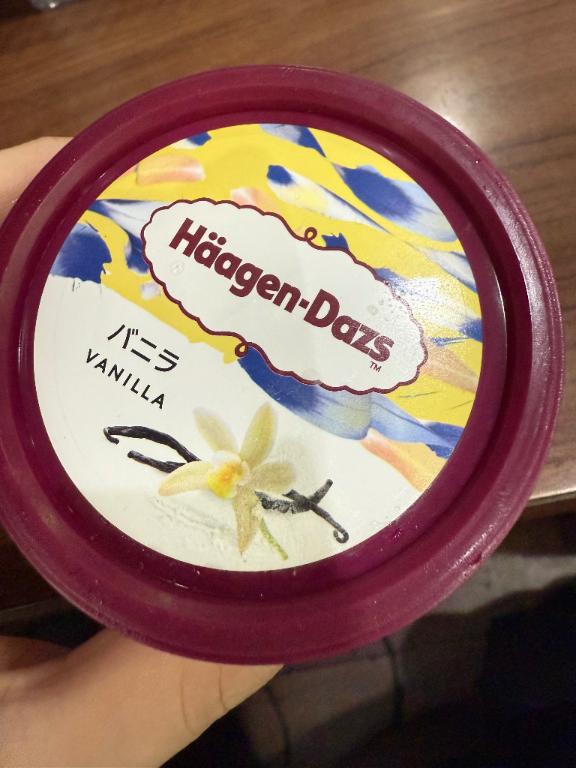 Häagen-Dazs
TM
バニラ
VANILLA